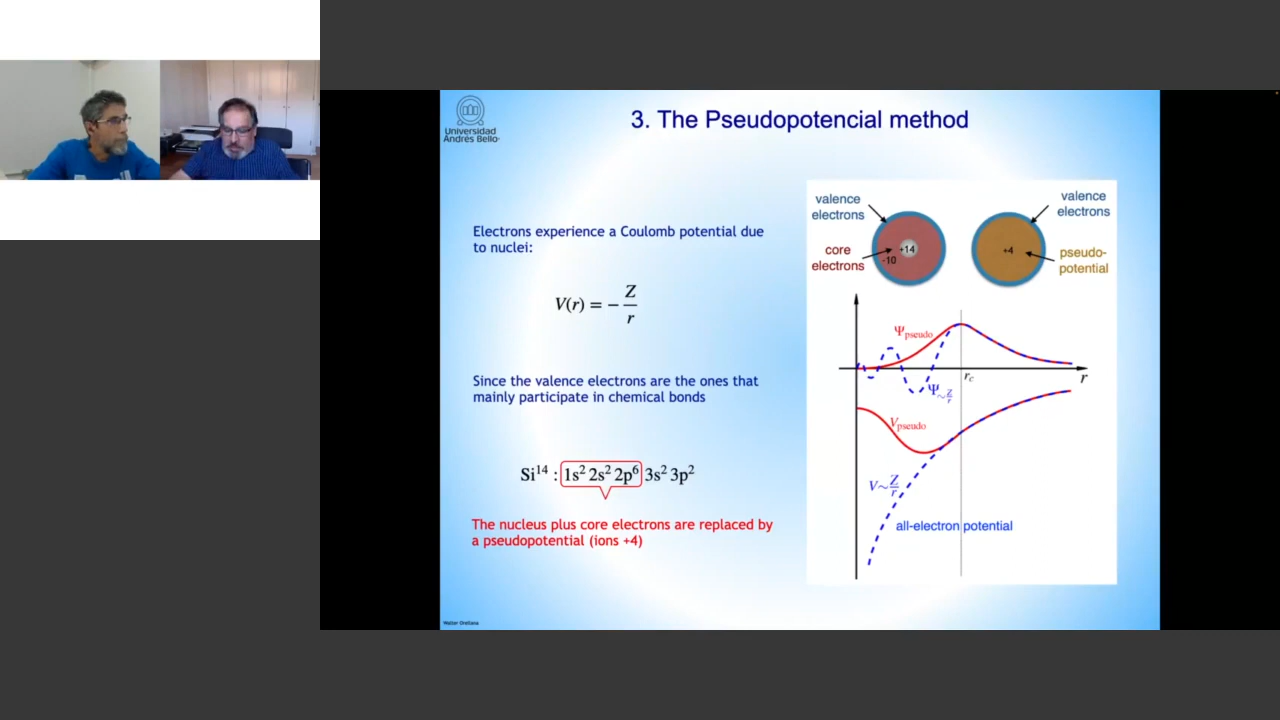 Universidad
Andrés Bello
3. The Pseudopotencial method
Electrons experience a Coulomb potential due
to nuclei:
V(r) = − Z/r
Since the valence electrons are the ones that
mainly participate in chemical bonds
Si¹⁴ : 1s² 2s² 2p⁶ 3s² 3p²
The nucleus plus core electrons are replaced by
a pseudopotential (ions +4)
Walter Orellana
valence
electrons
core
electrons
+14
-10
valence
electrons
+4
pseudo-
potential
Ψpseudo
Ψ~Z/r
rc
r
Vpseudo
V~Z/r
all-electron potential